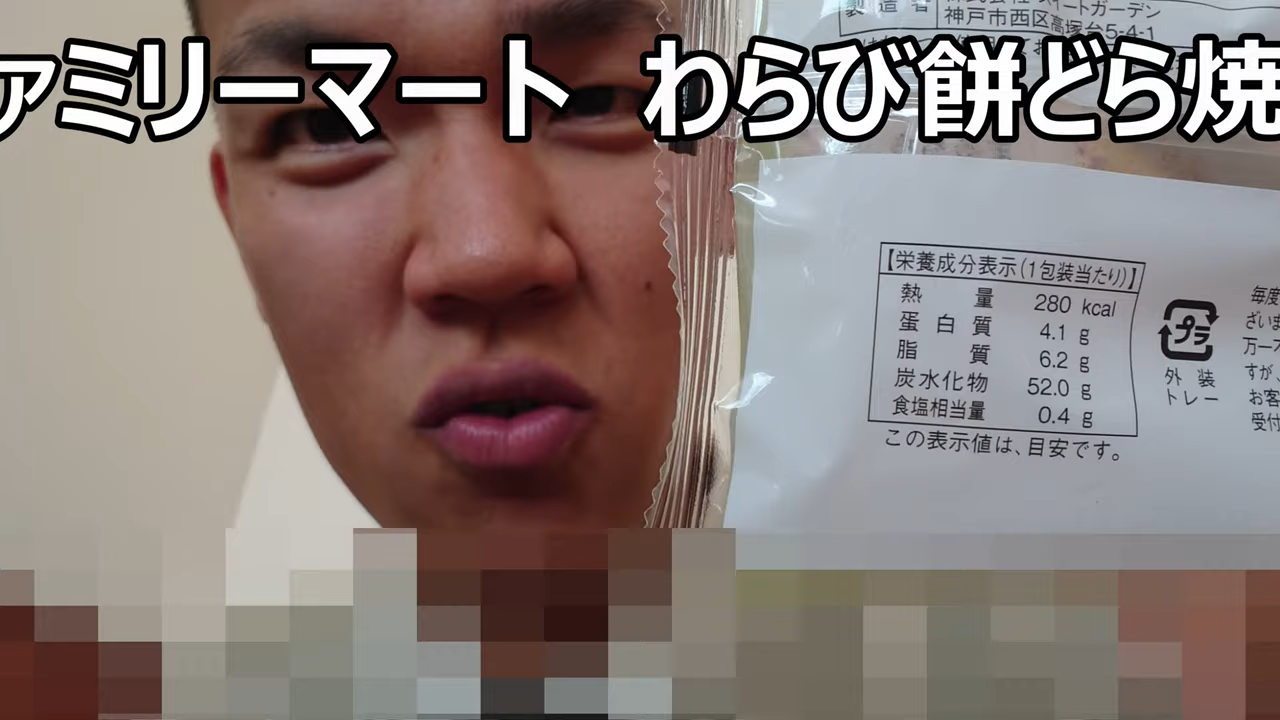 ァミリーマート わらび餅どら焼
製造者
神戸市西区高塚台5-4-1
【栄養成分表示(1包装当たり)】
熱量 280 kcal
蛋白質 4.1 g
脂質 6.2 g
炭水化物 52.0 g
食塩相当量 0.4 g
この表示値は、目安です。
プラ
外装
トレー
毎度
ざいま
万一不
すが、
お客
受付